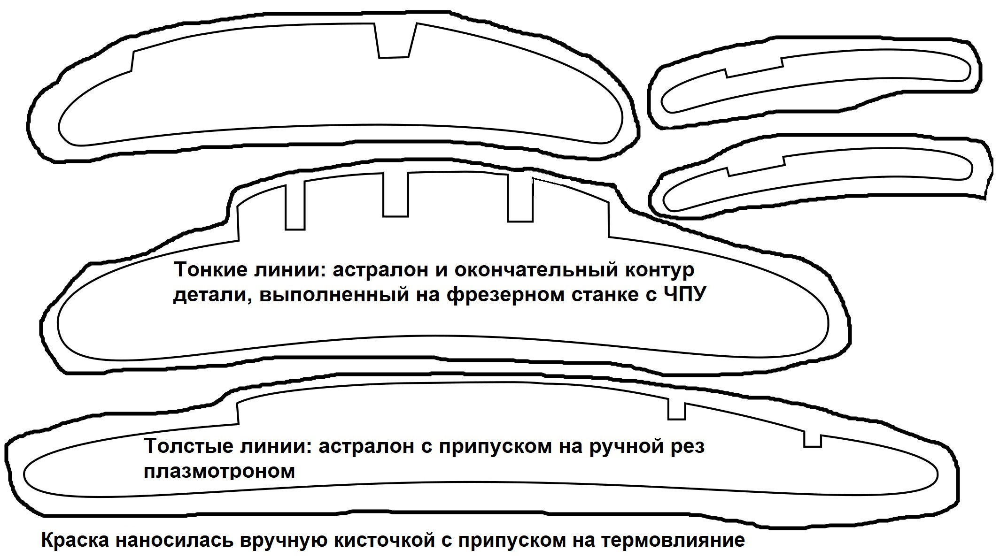 Тонкие линии: астралон и окончательный контур
детали, выполненный на фрезерном станке с ЧПУ
Толстые линии: астралон с припуском на ручной рез
плазмотроном
Краска наносилась вручную кисточкой с припуском на термовлияние